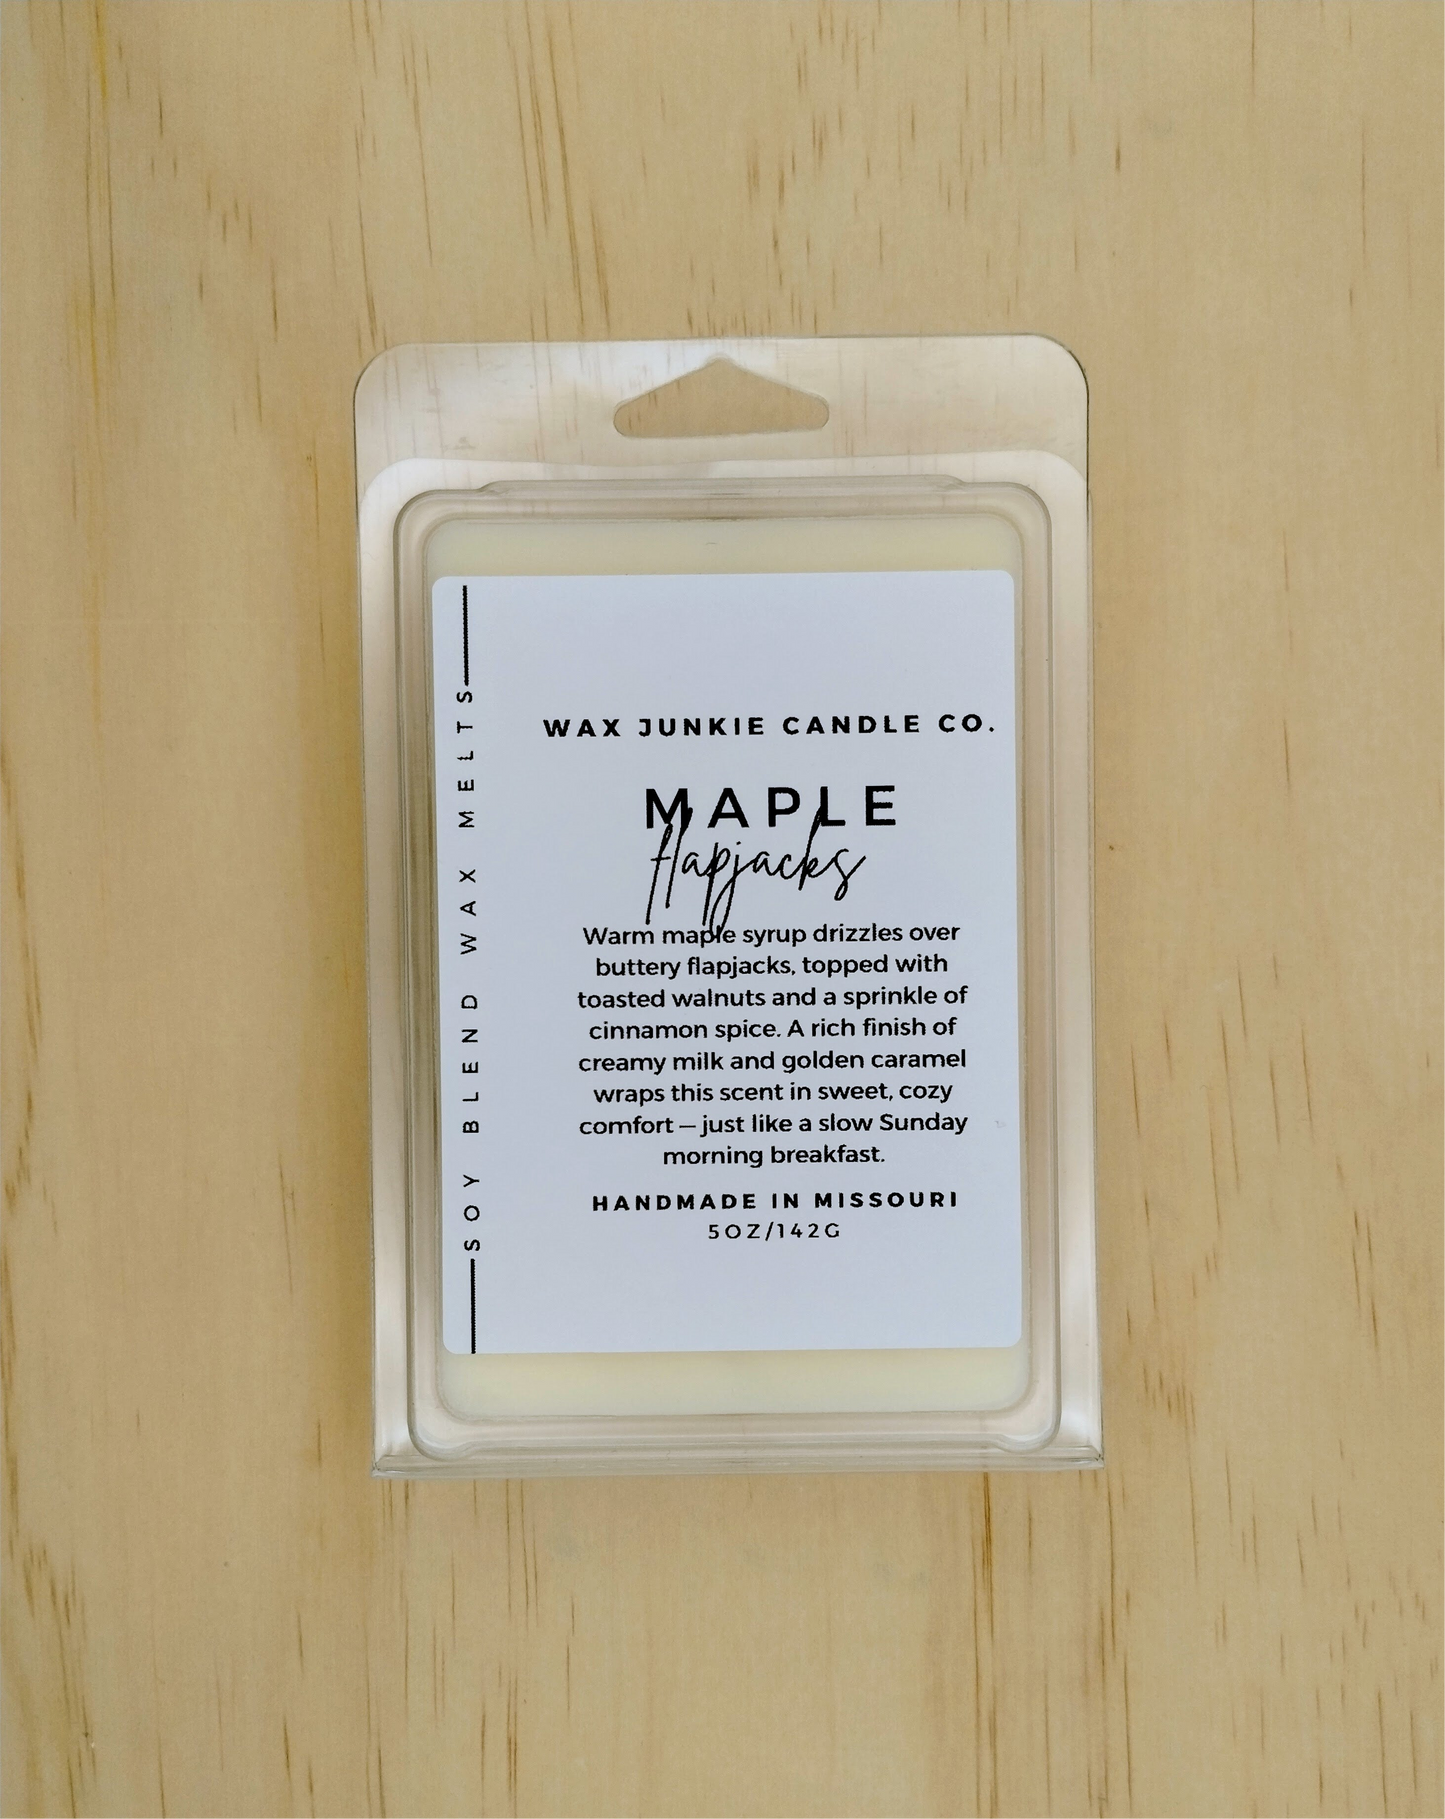 SOY BLEND WAX MELTS
WAX JUNKIE CANDLE CO.
MAPLE
flapjacks
Warm maple syrup drizzles over
buttery flapjacks, topped with
toasted walnuts and a sprinkle of
cinnamon spice. A rich finish of
creamy milk and golden caramel
wraps this scent in sweet, cozy
comfort — just like a slow Sunday
morning breakfast.
HANDMADE IN MISSOURI
5OZ/142G